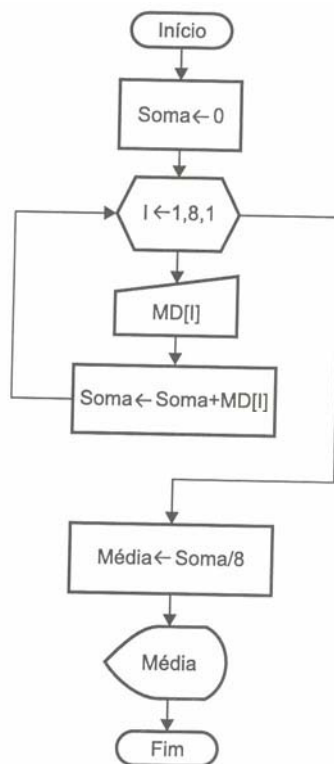 Início
Soma←0
I←1,8,1
MD[I]
Soma←Soma+MD[I]
Média←Soma/8
Média
Fim